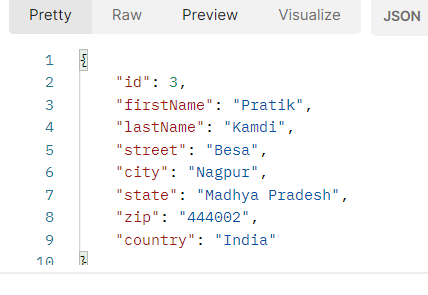 Pretty Raw Preview Visualize JSON
1 {
2 "id": 3,
3 "firstName": "Pratik",
4 "lastName": "Kamdi",
5 "street": "Besa",
6 "city": "Nagpur",
7 "state": "Madhya Pradesh",
8 "zip": "444002",
9 "country": "India"
10 }